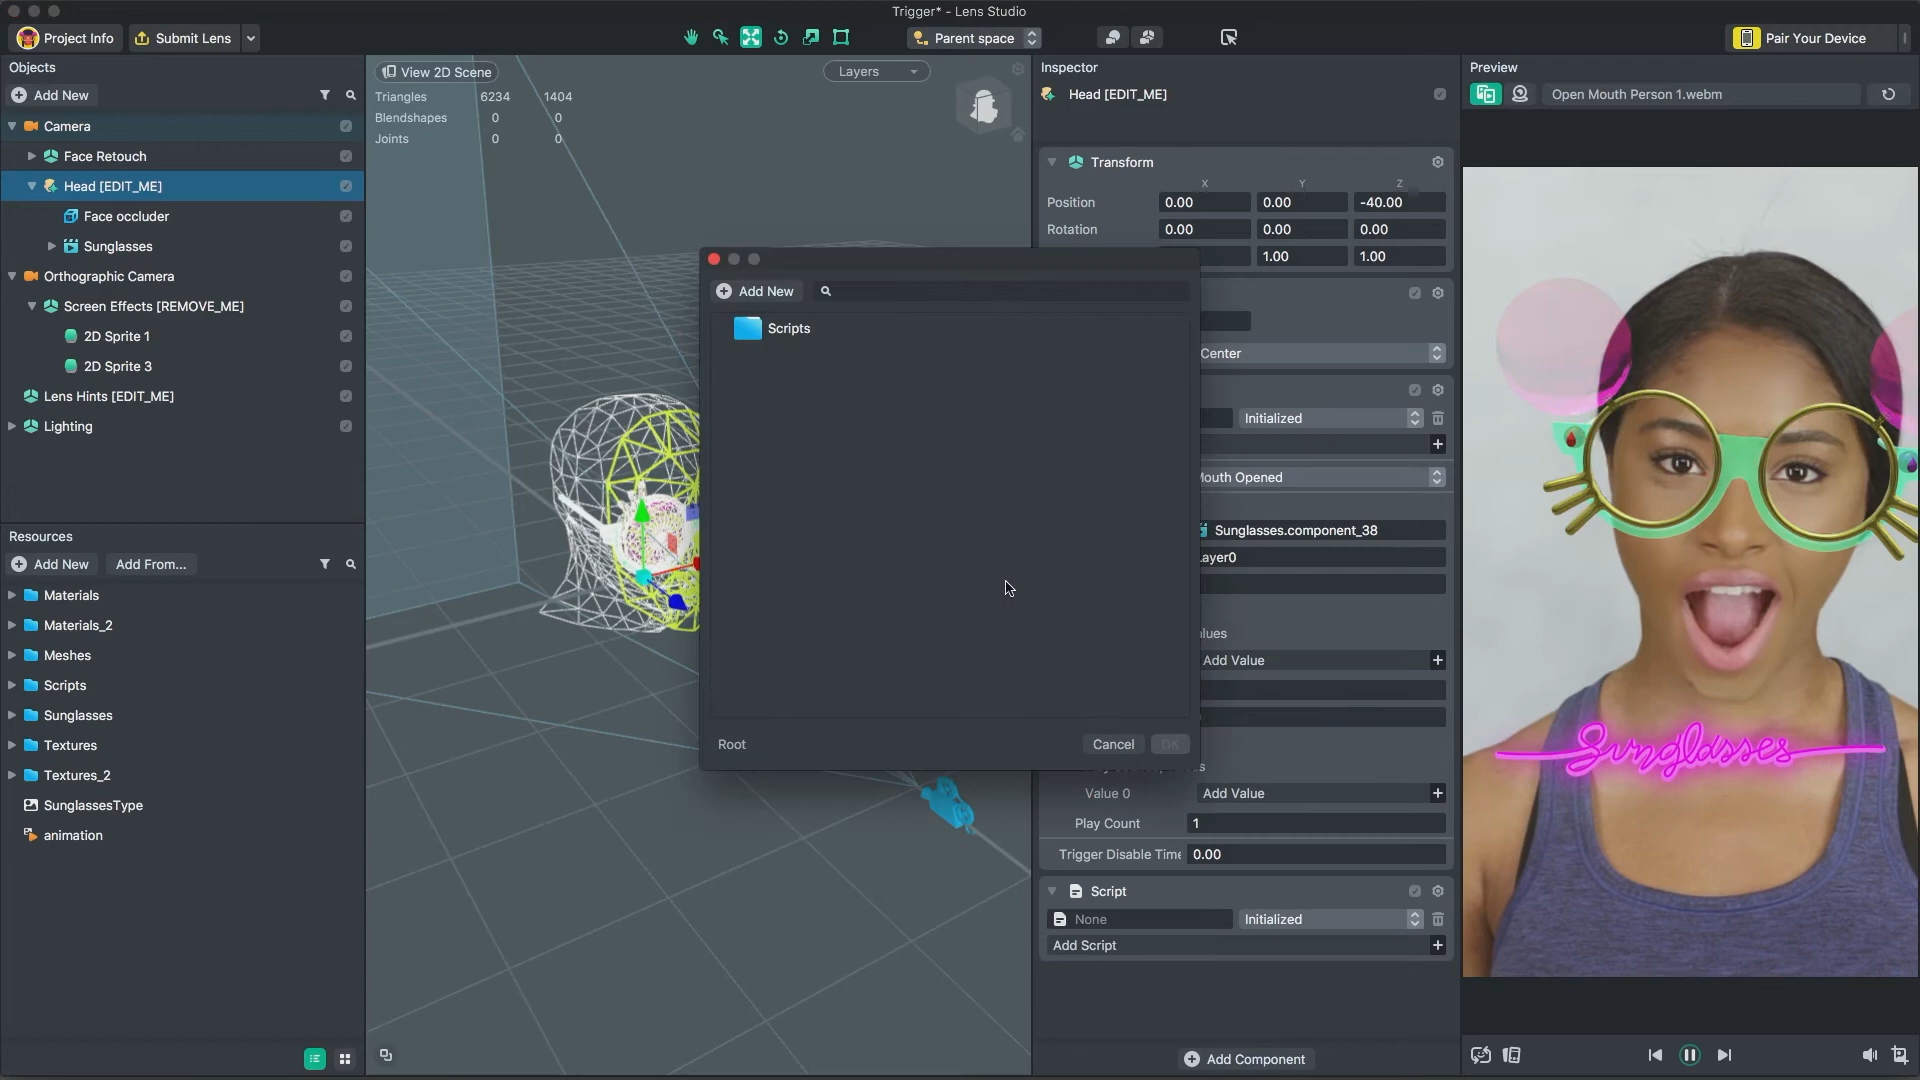 Trigger* - Lens Studio
Project Info
Submit Lens
Parent space
Pair Your Device
Objects
Add New
Camera
Face Retouch
Head [EDIT_ME]
Face occluder
Sunglasses
Orthographic Camera
Screen Effects [REMOVE_ME]
2D Sprite 1
2D Sprite 3
Lens Hints [EDIT_ME]
Lighting
Resources
Add New
Add From...
Materials
Materials_2
Meshes
Scripts
Sunglasses
Textures
Textures_2
SunglassesType
animation
View 2D Scene
Layers
Triangles 6234 1404
Blendshapes 0 0
Joints 0 0
Add New
Scripts
Root
Cancel
OK
Inspector
Head [EDIT_ME]
Transform
X Y Z
Position 0.00 0.00 -40.00
Rotation 0.00 0.00 0.00
1.00 1.00
Center
Initialized
Mouth Opened
Sunglasses.component_38
Layer0
Add Value
Value 0 Add Value
Play Count 1
Trigger Disable Time 0.00
Script
None Initialized
Add Script
Add Component
Preview
Open Mouth Person 1.webm
Sunglasses